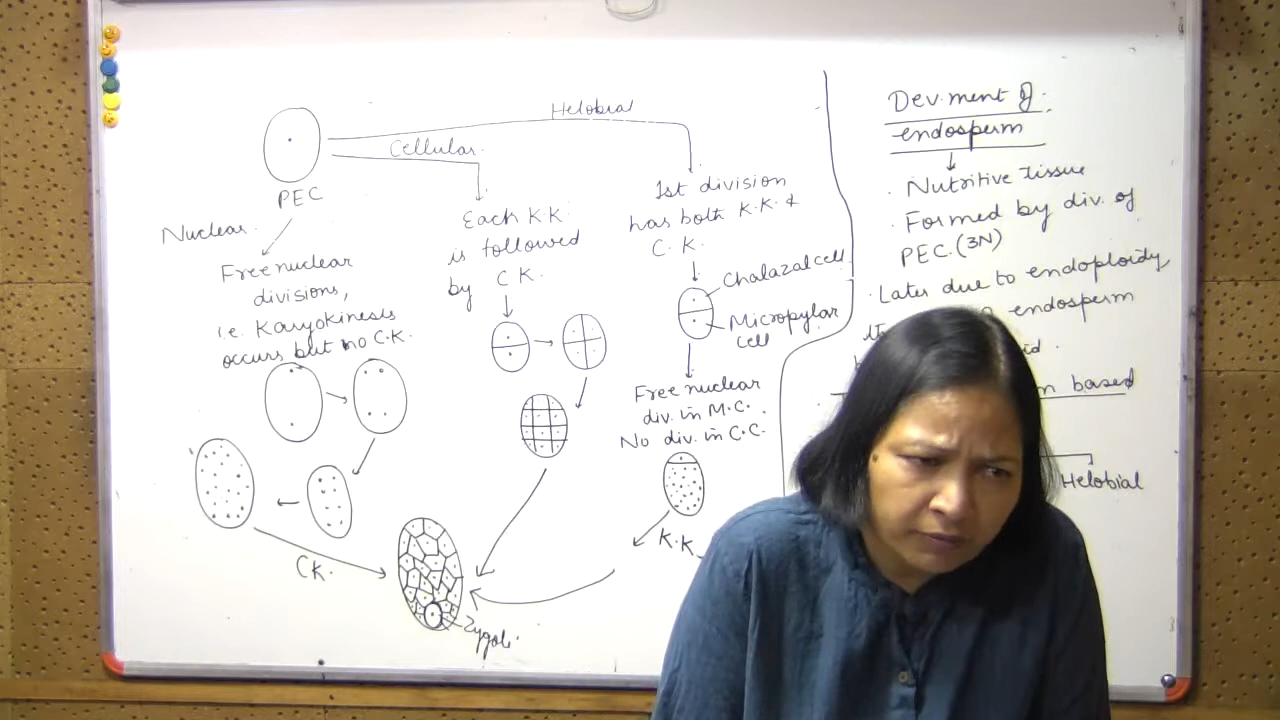 Helobial
Cellular.
PEC
Nuclear.
Free nuclear
divisions,
i.e. Karyokinesis
occurs but no C.K.
CK.
Each K.K.
is followed
by C K.
1st division
has both K.K. &
C. K.
Chalazal cell
Micropylar
cell
Free nuclear
div. in M.C.
No div. in C.C.
K.K
Dev.ment of
endosperm
. Nutritive tissue
. Formed by div. of
PEC. (3N)
. Later due to endoploidy
endosperm
based
Helobial